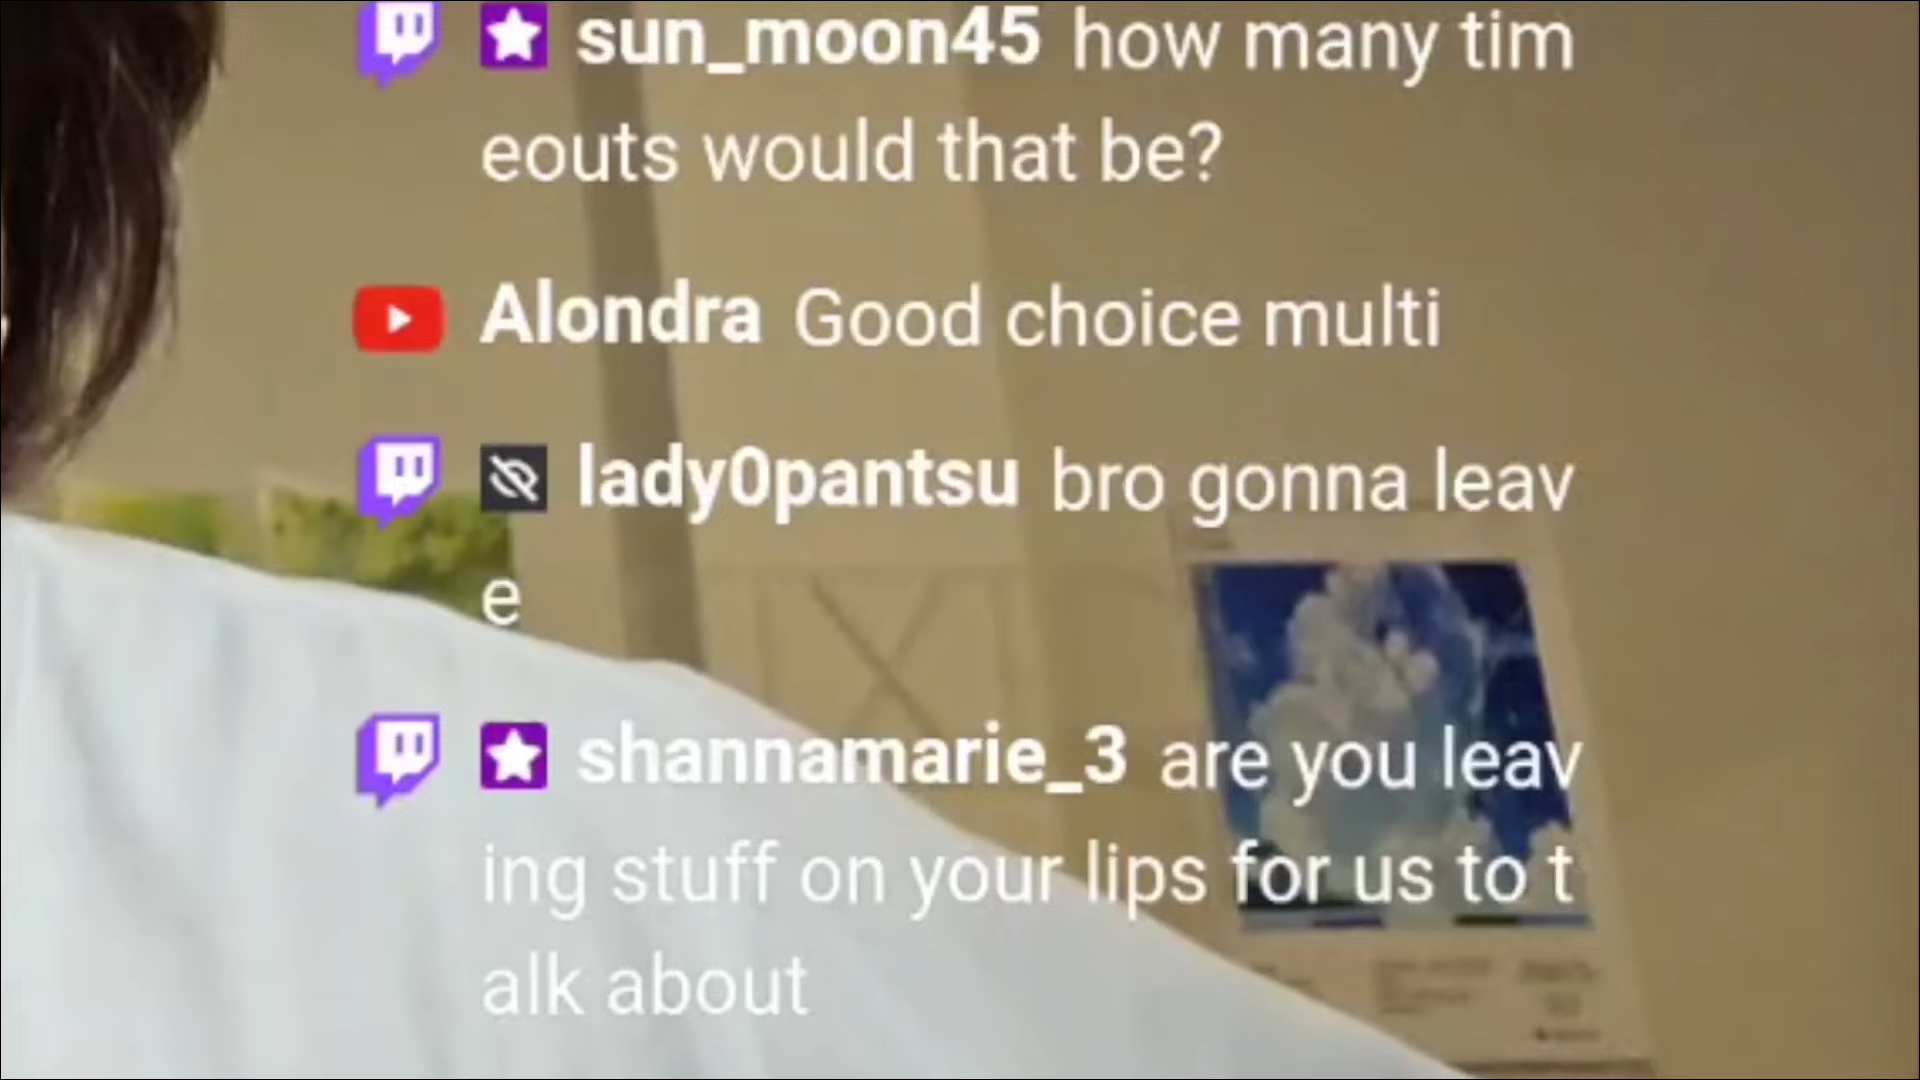 sun_moon45 how many tim
eouts would that be?
Alondra Good choice multi
lady0pantsu bro gonna leav
e
shannamarie_3 are you leav
ing stuff on your lips for us to t
alk about